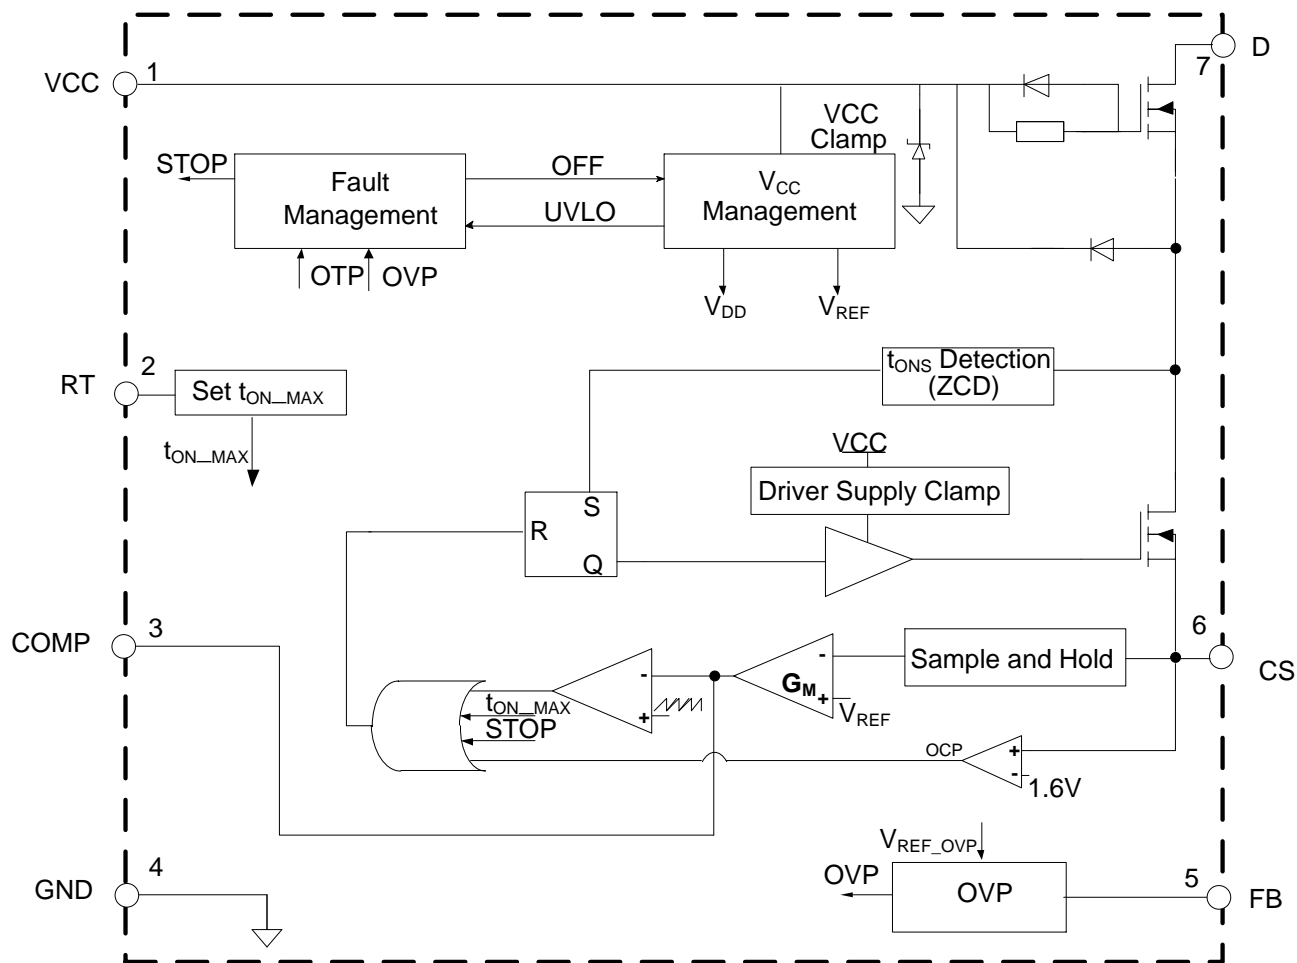 D
7
1
VCC
VCC
Clamp
STOP
Fault
Management
OFF
UVLO
VCC
Management
OTP
OVP
VDD
VREF
2
RT
Set tON_MAX
tON_MAX
tONS Detection
(ZCD)
VCC
Driver Supply Clamp
S
R
Q
COMP
3
6
CS
Sample and Hold
-
GM
+
VREF
-
+
tON_MAX
STOP
OCP
+
-
1.6V
VREF_OVP
4
GND
OVP
OVP
5
FB